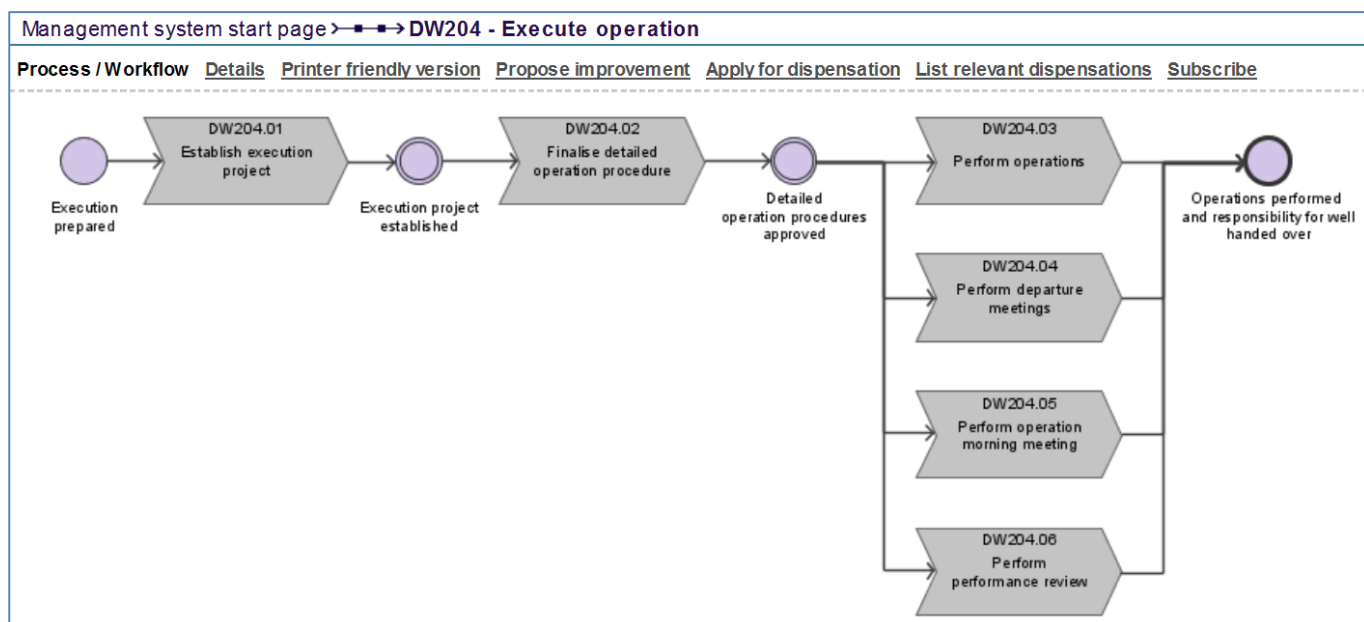 Management system start page DW204 - Execute operation
Process / Workflow Details Printer friendly version Propose improvement Apply for dispensation List relevant dispensations Subscribe
Execution
prepared
DW204.01
Establish execution
project
Execution project
established
DW204.02
Finalise detailed
operation procedure
Detailed
operation procedures
approved
DW204.03
Perform operations
DW204.04
Perform departure
meetings
DW204.05
Perform operation
morning meeting
DW204.06
Perform
performance review
Operations performed
and responsibility for well
handed over